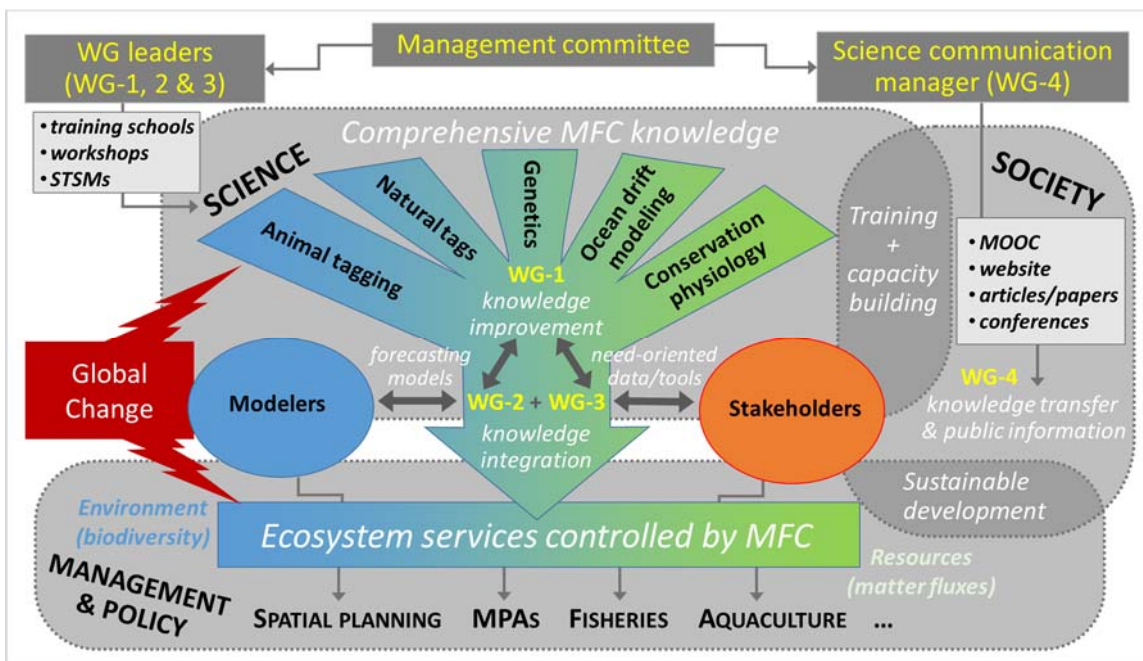 Management committee
WG leaders
(WG-1, 2 & 3)
Science communication
manager (WG-4)
• training schools
• workshops
• STSMs
Comprehensive MFC knowledge
SCIENCE
SOCIETY
Animal tagging
Natural tags
Genetics
Ocean drift
modeling
Conservation
physiology
Training
+
capacity
building
• MOOC
• website
• articles/papers
• conferences
WG-1
knowledge
improvement
Global
Change
forecasting
models
need-oriented
data/tools
Modelers
WG-2 + WG-3
Stakeholders
knowledge
integration
WG-4
knowledge transfer
& public information
Sustainable
development
Environment
(biodiversity)
Ecosystem services controlled by MFC
Resources
(matter fluxes)
MANAGEMENT
& POLICY
SPATIAL PLANNING
MPAs
FISHERIES
AQUACULTURE
...